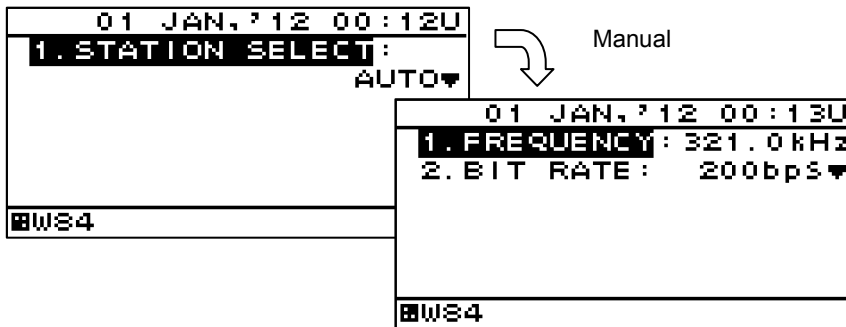 01 JAN,'12 00:12U
1.STATION SELECT:
AUTO▼
W84
Manual
01 JAN,'12 00:13U
1.FREQUENCY:321.0kHz
2.BIT RATE: 200bpS▼
W84